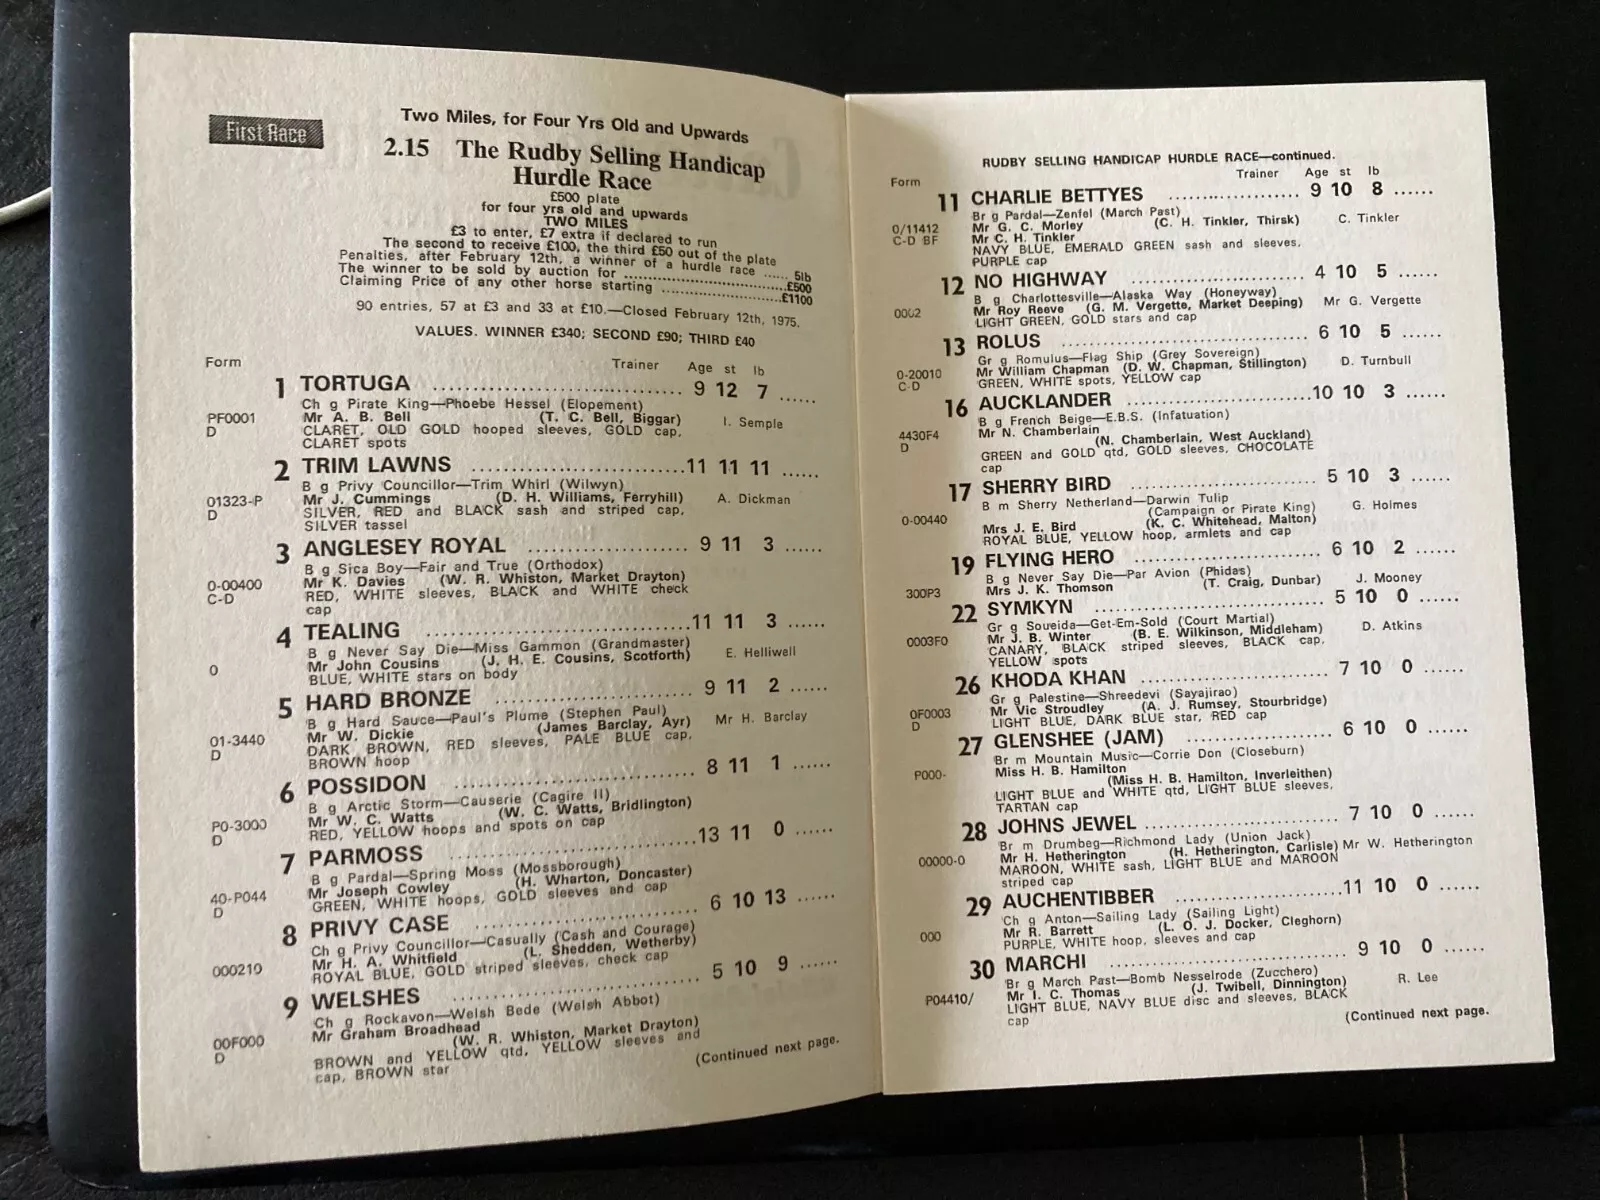 First Race
Two Miles, for Four Yrs Old and Upwards
2.15 The Rudby Selling Handicap
Hurdle Race
£500 plate
for four yrs old and upwards
TWO MILES
£3 to enter, £7 extra if declared to run
The second to receive £100, the third £50 out of the plate
Penalties, after February 12th, a winner of a hurdle race ...... 5lb
The winner to be sold by auction for ..............................£500
Claiming Price of any other horse starting ......................£1100
90 entries, 57 at £3 and 33 at £10.—Closed February 12th, 1975.
VALUES. WINNER £340; SECOND £90; THIRD £40
Form Trainer Age st lb
1 TORTUGA .................................. 9 12 7 ......
Ch g Pirate King—Phoebe Hessel (Elopement)
PF0001 Mr A. B. Bell (T. C. Bell, Biggar) I. Semple
D CLARET, OLD GOLD hooped sleeves, GOLD cap,
CLARET spots
2 TRIM LAWNS .............................11 11 11 ......
B g Privy Councillor—Trim Whirl (Wilwyn)
01323-P Mr J. Cummings (D. H. Williams, Ferryhill) A. Dickman
D SILVER, RED and BLACK sash and striped cap,
SILVER tassel
3 ANGLESEY ROYAL ...................... 9 11 3 ......
B g Sica Boy—Fair and True (Orthodox)
0-00400 Mr K. Davies (W. R. Whiston, Market Drayton)
C-D RED, WHITE sleeves, BLACK and WHITE check
cap
4 TEALING ...................................11 11 3 ......
B g Never Say Die—Miss Gammon (Grandmaster)
0 Mr John Cousins (J. H. E. Cousins, Scotforth) E. Helliwell
BLUE, WHITE stars on body
5 HARD BRONZE .......................... 9 11 2 ......
B g Hard Sauce—Paul's Plume (Stephen Paul)
01-3440 Mr W. Dickie (James Barclay, Ayr) Mr H. Barclay
D DARK BROWN, RED sleeves, PALE BLUE cap,
BROWN hoop
6 POSSIDON ................................ 8 11 1 ......
B g Arctic Storm—Causerie (Cagire II)
P0-3000 Mr W. C. Watts (W. C. Watts, Bridlington)
D RED, YELLOW hoops and spots on cap
7 PARMOSS .................................13 11 0 ......
B g Pardal—Spring Moss (Mossborough)
40-P044 Mr Joseph Cowley (H. Wharton, Doncaster)
D GREEN, WHITE hoops, GOLD sleeves and cap
8 PRIVY CASE .............................. 6 10 13 ......
Ch g Privy Councillor—Casually (Cash and Courage)
000210 Mr H. A. Whitfield (L. Shedden, Wetherby)
ROYAL BLUE, GOLD striped sleeves, check cap
9 WELSHES ................................. 5 10 9 ......
Ch g Rockavon—Welsh Bede (Welsh Abbot)
00F000 Mr Graham Broadhead
D (W. R. Whiston, Market Drayton)
BROWN and YELLOW qtd, YELLOW sleeves and
cap, BROWN star
(Continued next page.
RUDBY SELLING HANDICAP HURDLE RACE—continued.
Form Trainer Age st lb
11 CHARLIE BETTYES ................... 9 10 8 ......
Br g Pardal—Zenfel (March Past)
0/11412 Mr G. C. Morley (C. H. Tinkler, Thirsk) C. Tinkler
C-D BF Mr C. H. Tinkler
NAVY BLUE, EMERALD GREEN sash and sleeves,
PURPLE cap
12 NO HIGHWAY ........................ 4 10 5 ......
B g Charlottesville—Alaska Way (Honeyway)
0002 Mr Roy Reeve (G. M. Vergette, Market Deeping) Mr G. Vergette
LIGHT GREEN, GOLD stars and cap
13 ROLUS .................................. 6 10 5 ......
Gr g Romulus—Flag Ship (Grey Sovereign)
0-20010 Mr William Chapman (D. W. Chapman, Stillington) D. Turnbull
C D GREEN, WHITE spots, YELLOW cap
16 AUCKLANDER .........................10 10 3 ......
B g French Beige—E.B.S. (Infatuation)
4430F4 Mr N. Chamberlain
D (N. Chamberlain, West Auckland)
GREEN and GOLD qtd, GOLD sleeves, CHOCOLATE
cap
17 SHERRY BIRD ......................... 5 10 3 ......
B m Sherry Netherland—Darwin Tulip
(Campaign or Pirate King)
0-00440 Mrs J. E. Bird (K. C. Whitehead, Malton) G. Holmes
ROYAL BLUE, YELLOW hoop, armlets and cap
19 FLYING HERO ......................... 6 10 2 ......
B g Never Say Die—Par Avion (Phidas)
300P3 Mrs J. K. Thomson (T. Craig, Dunbar) J. Mooney
22 SYMKYN ................................ 5 10 0 ......
Gr g Soueida—Get-Em-Sold (Court Martial)
0003F0 Mr J. B. Winter (B. E. Wilkinson, Middleham) D. Atkins
CANARY, BLACK striped sleeves, BLACK cap,
YELLOW spots
26 KHODA KHAN ......................... 7 10 0 ......
Gr g Palestine—Shreedevi (Sayajirao)
0F0003 Mr Vic Stroudley (A. J. Rumsey, Stourbridge)
D LIGHT BLUE, DARK BLUE star, RED cap
27 GLENSHEE (JAM) .................... 6 10 0 ......
Br m Mountain Music—Corrie Don (Closeburn)
P000- Miss H. B. Hamilton
(Miss H. B. Hamilton, Inverleithen)
LIGHT BLUE and WHITE qtd, LIGHT BLUE sleeves,
TARTAN cap
28 JOHNS JEWEL ......................... 7 10 0 ......
Br m Drumbeg—Richmond Lady (Union Jack)
00000-0 Mr H. Hetherington (H. Hetherington, Carlisle) Mr W. Hetherington
MAROON, WHITE sash, LIGHT BLUE and MAROON
striped cap
29 AUCHENTIBBER .....................11 10 0 ......
Ch g Anton—Sailing Lady (Sailing Light)
000 Mr R. Barrett (L. O. J. Docker, Cleghorn)
PURPLE, WHITE hoop, sleeves and cap
30 MARCHI ................................ 9 10 0 ......
Br g March Past—Bomb Nesselrode (Zucchero)
P04410/ Mr I. C. Thomas (J. Twibell, Dinnington) R. Lee
LIGHT BLUE, NAVY BLUE disc and sleeves, BLACK
cap
(Continued next page.